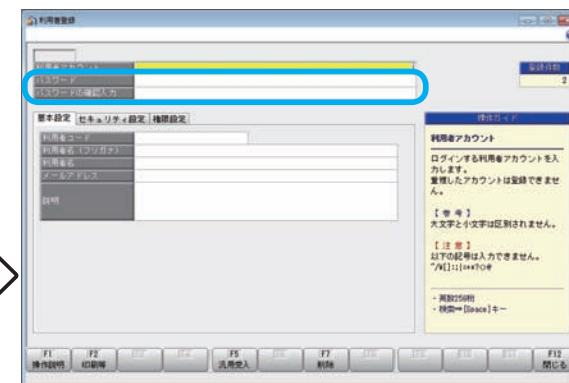 利用者登録
利用者アカウント
登録件数
2
パスワード
パスワードの確認入力
基本設定 セキュリティ設定 権限設定
利用者コード
利用者名(フリガナ)
利用者名
メールアドレス
説明
操作ガイド
利用者アカウント
ログインする利用者アカウントを入
力します。
重複したアカウントは登録できませ
ん。
【 参 考 】
大文字と小文字は区別されません。
【 注 意 】
以下の記号は入力できません。
・英数256桁
・検索⇒[Space]キー
F1 操作説明
F2 印刷等
F5 汎用受入
F7 削除
F12 閉じる